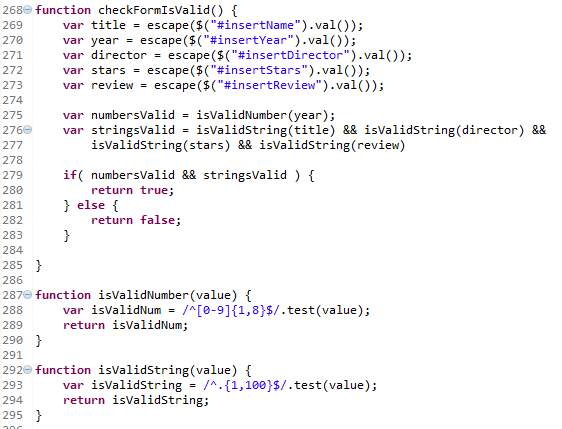 268 function checkFormIsValid() {
269     var title = escape($("#insertName").val());
270     var year = escape($("#insertYear").val());
271     var director = escape($("#insertDirector").val());
272     var stars = escape($("#insertStars").val());
273     var review = escape($("#insertReview").val());
274
275     var numbersValid = isValidNumber(year);
276     var stringsValid = isValidString(title) && isValidString(director) &&
277         isValidString(stars) && isValidString(review)
278
279     if( numbersValid && stringsValid ) {
280         return true;
281     } else {
282         return false;
283     }
284
285 }
286
287 function isValidNumber(value) {
288     var isValidNum = /^[0-9]{1,8}$/.test(value);
289     return isValidNum;
290 }
291
292 function isValidString(value) {
293     var isValidString = /^.{1,100}$/.test(value);
294     return isValidString;
295 }